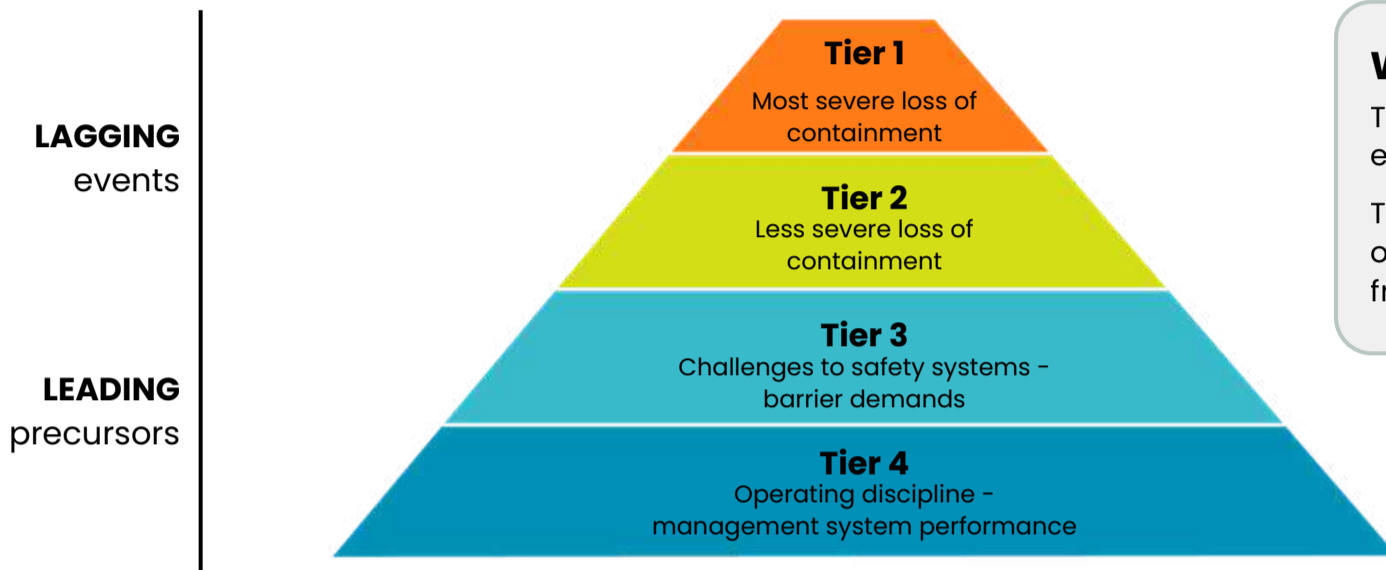 LAGGING
events
LEADING
precursors
Tier 1
Most severe loss of
containment
Tier 2
Less severe loss of
containment
Tier 3
Challenges to safety systems -
barrier demands
Tier 4
Operating discipline -
management system performance